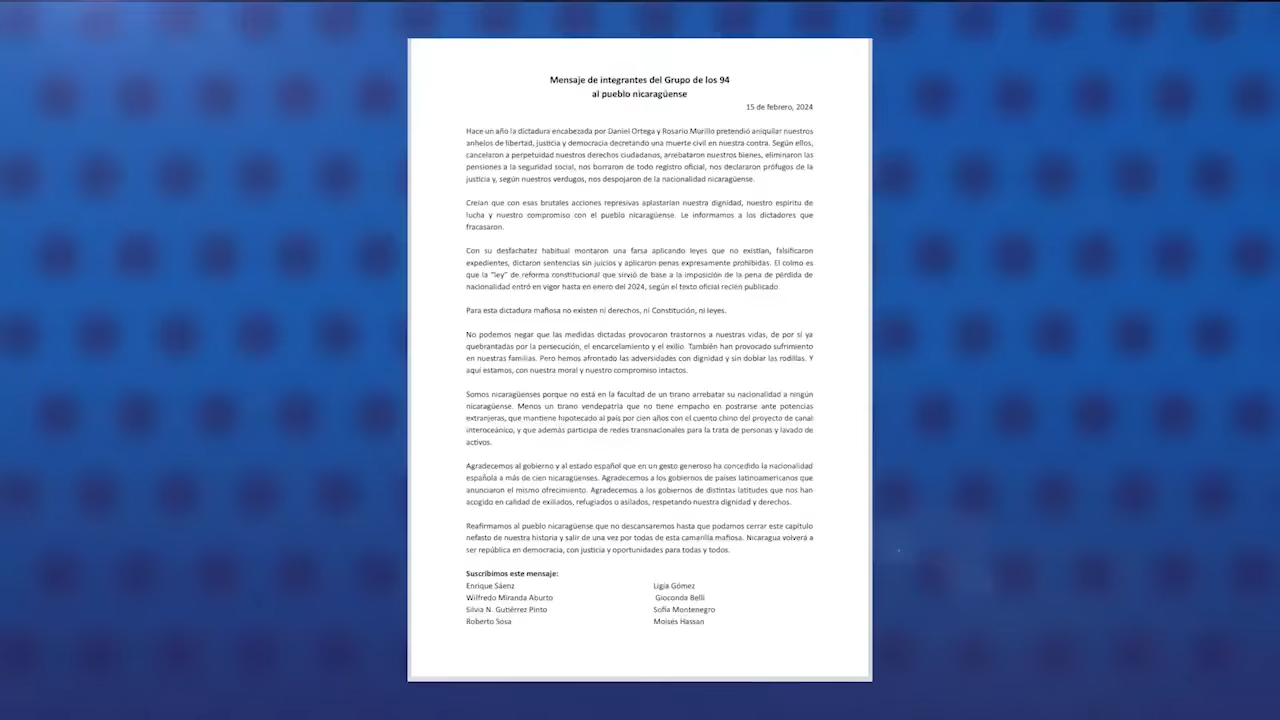 Mensaje de integrantes del Grupo de los 94
al pueblo nicaragüense
15 de febrero, 2024
Hace un año la dictadura encabezada por Daniel Ortega y Rosario Murillo pretendió aniquilar nuestros
anhelos de libertad, justicia y democracia decretando una muerte civil en nuestra contra. Según ellos,
cancelaron a perpetuidad nuestros derechos ciudadanos, arrebataron nuestros bienes, eliminaron las
pensiones a la seguridad social, nos borraron de todo registro oficial, nos declararon prófugos de la
justicia y, según nuestros verdugos, nos despojaron de la nacionalidad nicaragüense.
Creían que con esas brutales acciones represivas aplastarían nuestra dignidad, nuestro espíritu de
lucha y nuestro compromiso con el pueblo nicaragüense. Le informamos a los dictadores que
fracasaron.
Con su desfachatez habitual montaron una farsa aplicando leyes que no existían, falsificaron
expedientes, dictaron sentencias sin juicios y aplicaron penas expresamente prohibidas. El colmo es
que la "ley" de reforma constitucional que sirvió de base a la imposición de la pena de pérdida de
nacionalidad entró en vigor hasta en enero del 2024, según el texto oficial recién publicado.
Para esta dictadura mafiosa no existen ni derechos, ni Constitución, ni leyes.
No podemos negar que las medidas dictadas provocaron trastornos a nuestras vidas, de por sí ya
quebrantadas por la persecución, el encarcelamiento y el exilio. También han provocado sufrimiento
en nuestras familias. Pero hemos afrontado las adversidades con dignidad y sin doblar las rodillas. Y
aquí estamos, con nuestra moral y nuestro compromiso intactos.
Somos nicaragüenses porque no está en la facultad de un tirano arrebatar su nacionalidad a ningún
nicaragüense. Menos un tirano vendepatria que no tiene empacho en postrarse ante potencias
extranjeras, que mantiene hipotecado al país por cien años con el cuento chino del proyecto de canal
interoceánico, y que además participa de redes transnacionales para la trata de personas y lavado de
activos.
Agradecemos al gobierno y al estado español que en un gesto generoso ha concedido la nacionalidad
española a más de cien nicaragüenses. Agradecemos a los gobiernos de países latinoamericanos que
anunciaron el mismo ofrecimiento. Agradecemos a los gobiernos de distintas latitudes que nos han
acogido en calidad de exiliados, refugiados o asilados, respetando nuestra dignidad y derechos.
Reafirmamos al pueblo nicaragüense que no descansaremos hasta que podamos cerrar este capítulo
nefasto de nuestra historia y salir de una vez por todas de esta camarilla mafiosa. Nicaragua volverá a
ser república en democracia, con justicia y oportunidades para todas y todos.
Suscribimos este mensaje:
Enrique Sáenz
Wilfredo Miranda Aburto
Silvia N. Gutiérrez Pinto
Roberto Sosa
Ligia Gómez
Gioconda Belli
Sofía Montenegro
Moisés Hassan